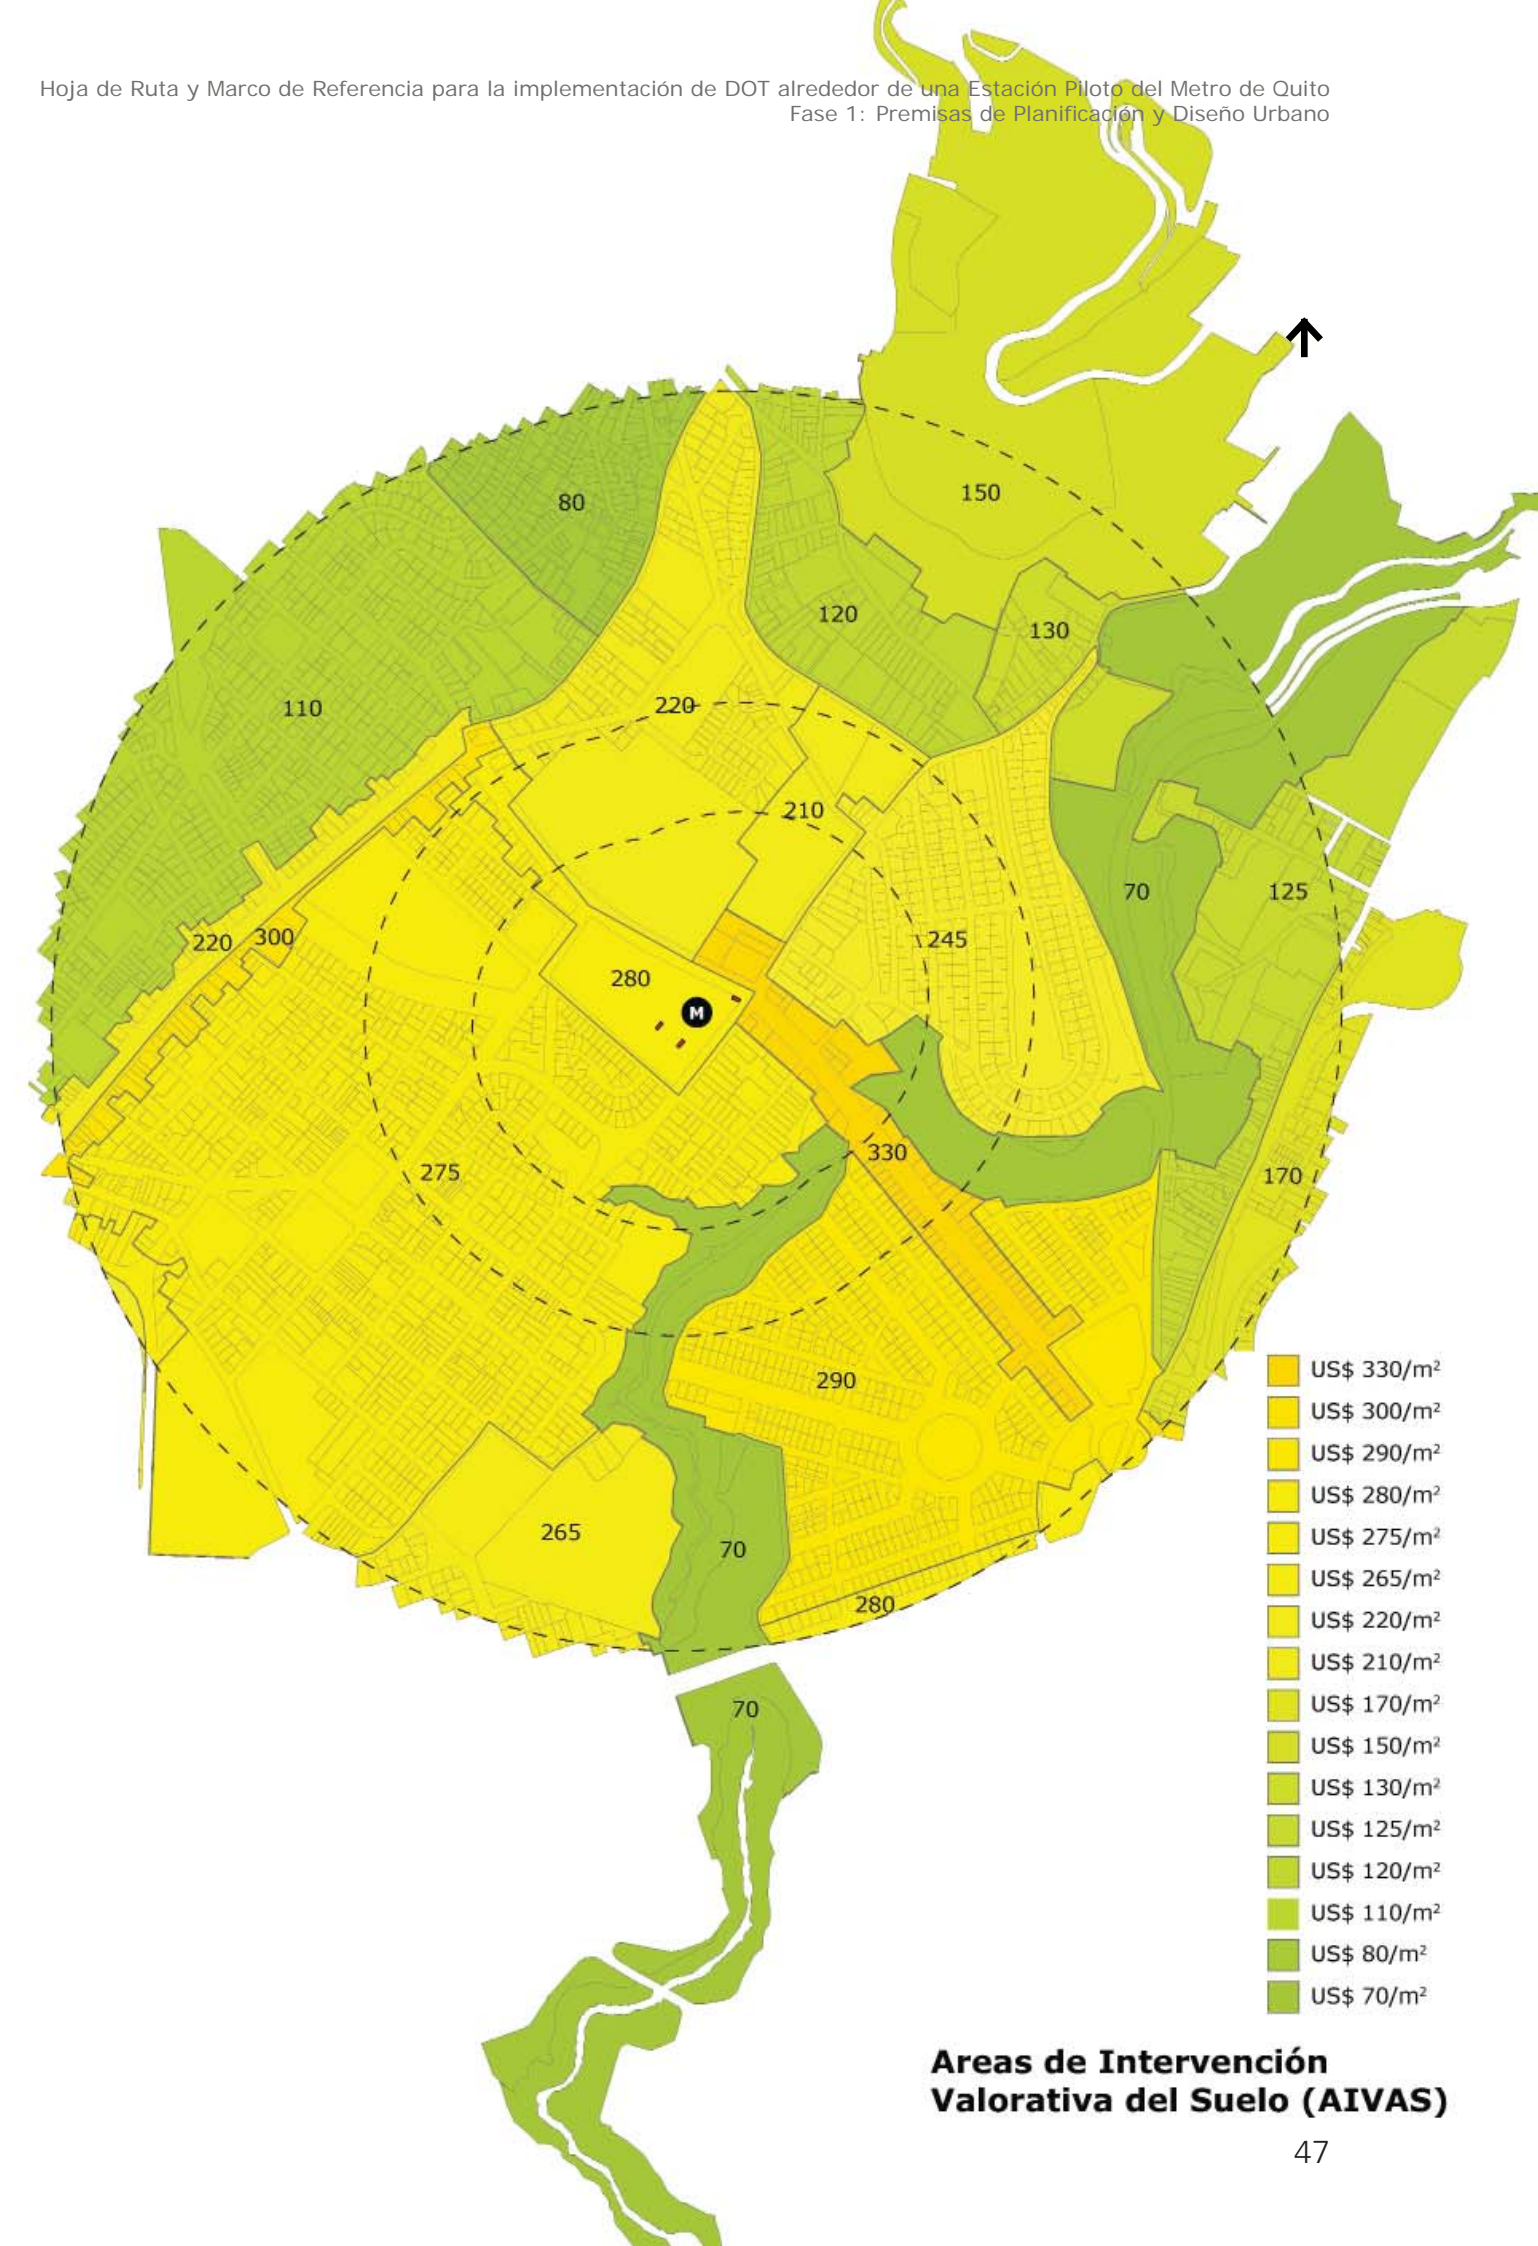 Hoja de Ruta y Marco de Referencia para la implementación de DOT alrededor de una Estación Piloto del Metro de Quito
Fase 1: Premisas de Planificación y Diseño Urbano
150
80
120
130
110
220
210
70
125
245
220
300
280
M
330
275
170
290
265
70
280
70
US$ 330/m²
US$ 300/m²
US$ 290/m²
US$ 280/m²
US$ 275/m²
US$ 265/m²
US$ 220/m²
US$ 210/m²
US$ 170/m²
US$ 150/m²
US$ 130/m²
US$ 125/m²
US$ 120/m²
US$ 110/m²
US$ 80/m²
US$ 70/m²
Areas de Intervención
Valorativa del Suelo (AIVAS)
47